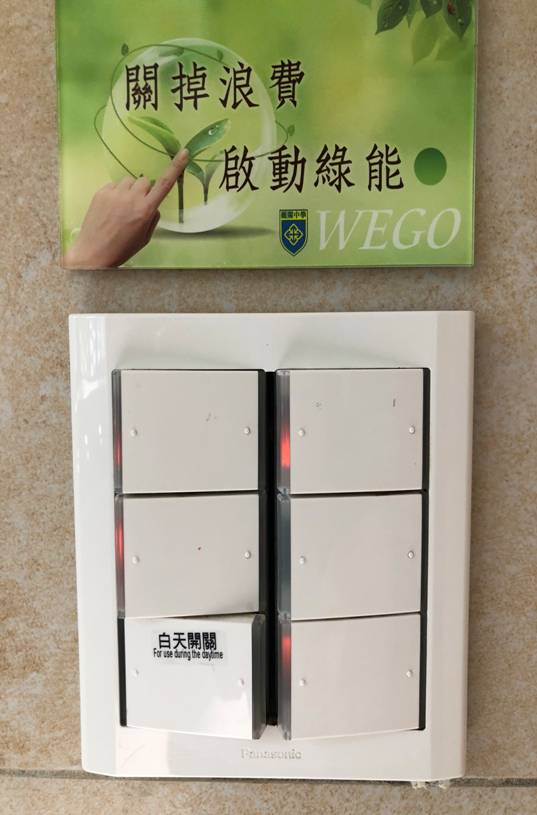 關掉浪費
啟動綠能
WEGO
白天開關
For use during the daytime
Panasonic